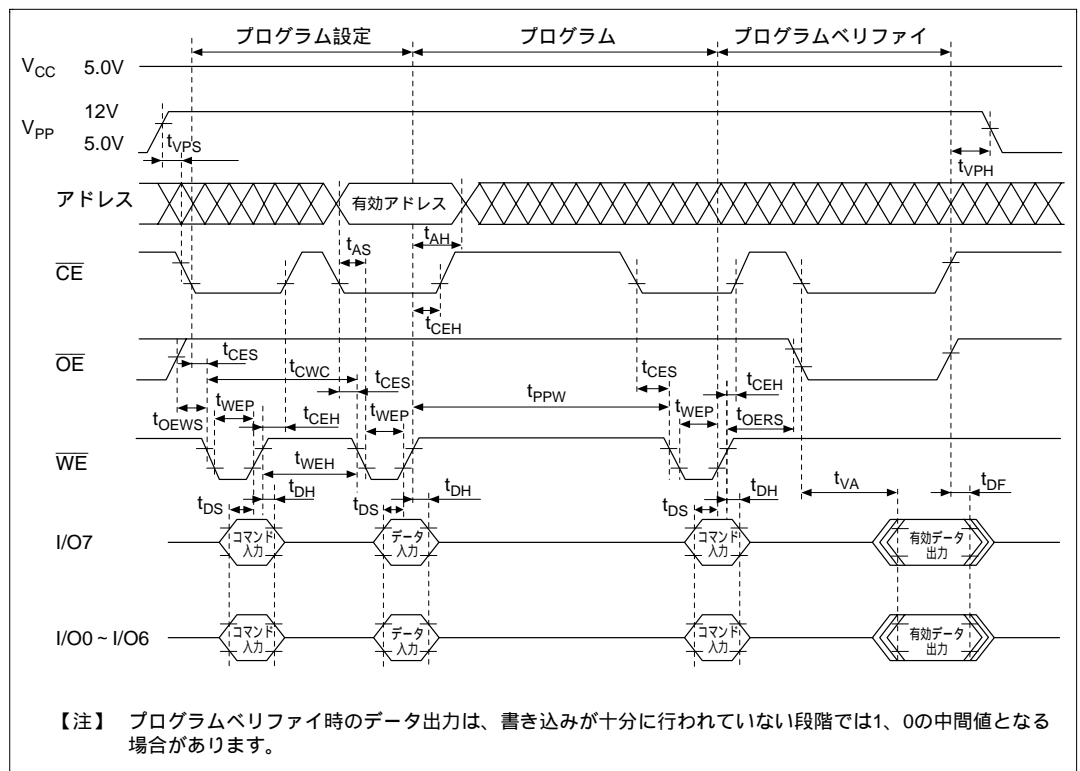 プログラム設定 プログラム プログラムベリファイ
VCC 5.0V
VPP 12V
5.0V
tVPS
tVPH
アドレス 有効アドレス
tAS tAH
CE
tCEH
OE
tCES tCWC tCES tCES tCEH
tOEWS tWEP tCEH tWEP tPPW tWEP tOERS
WE
tWEH
tDS tDH tDS tDH tDS tDH tVA tDF
I/O7 コマンド入力 データ入力 コマンド入力 有効データ出力
I/O0~I/O6 コマンド入力 データ入力 コマンド入力 有効データ出力
【注】 プログラムベリファイ時のデータ出力は、書き込みが十分に行われていない段階では1、0の中間値となる
場合があります。